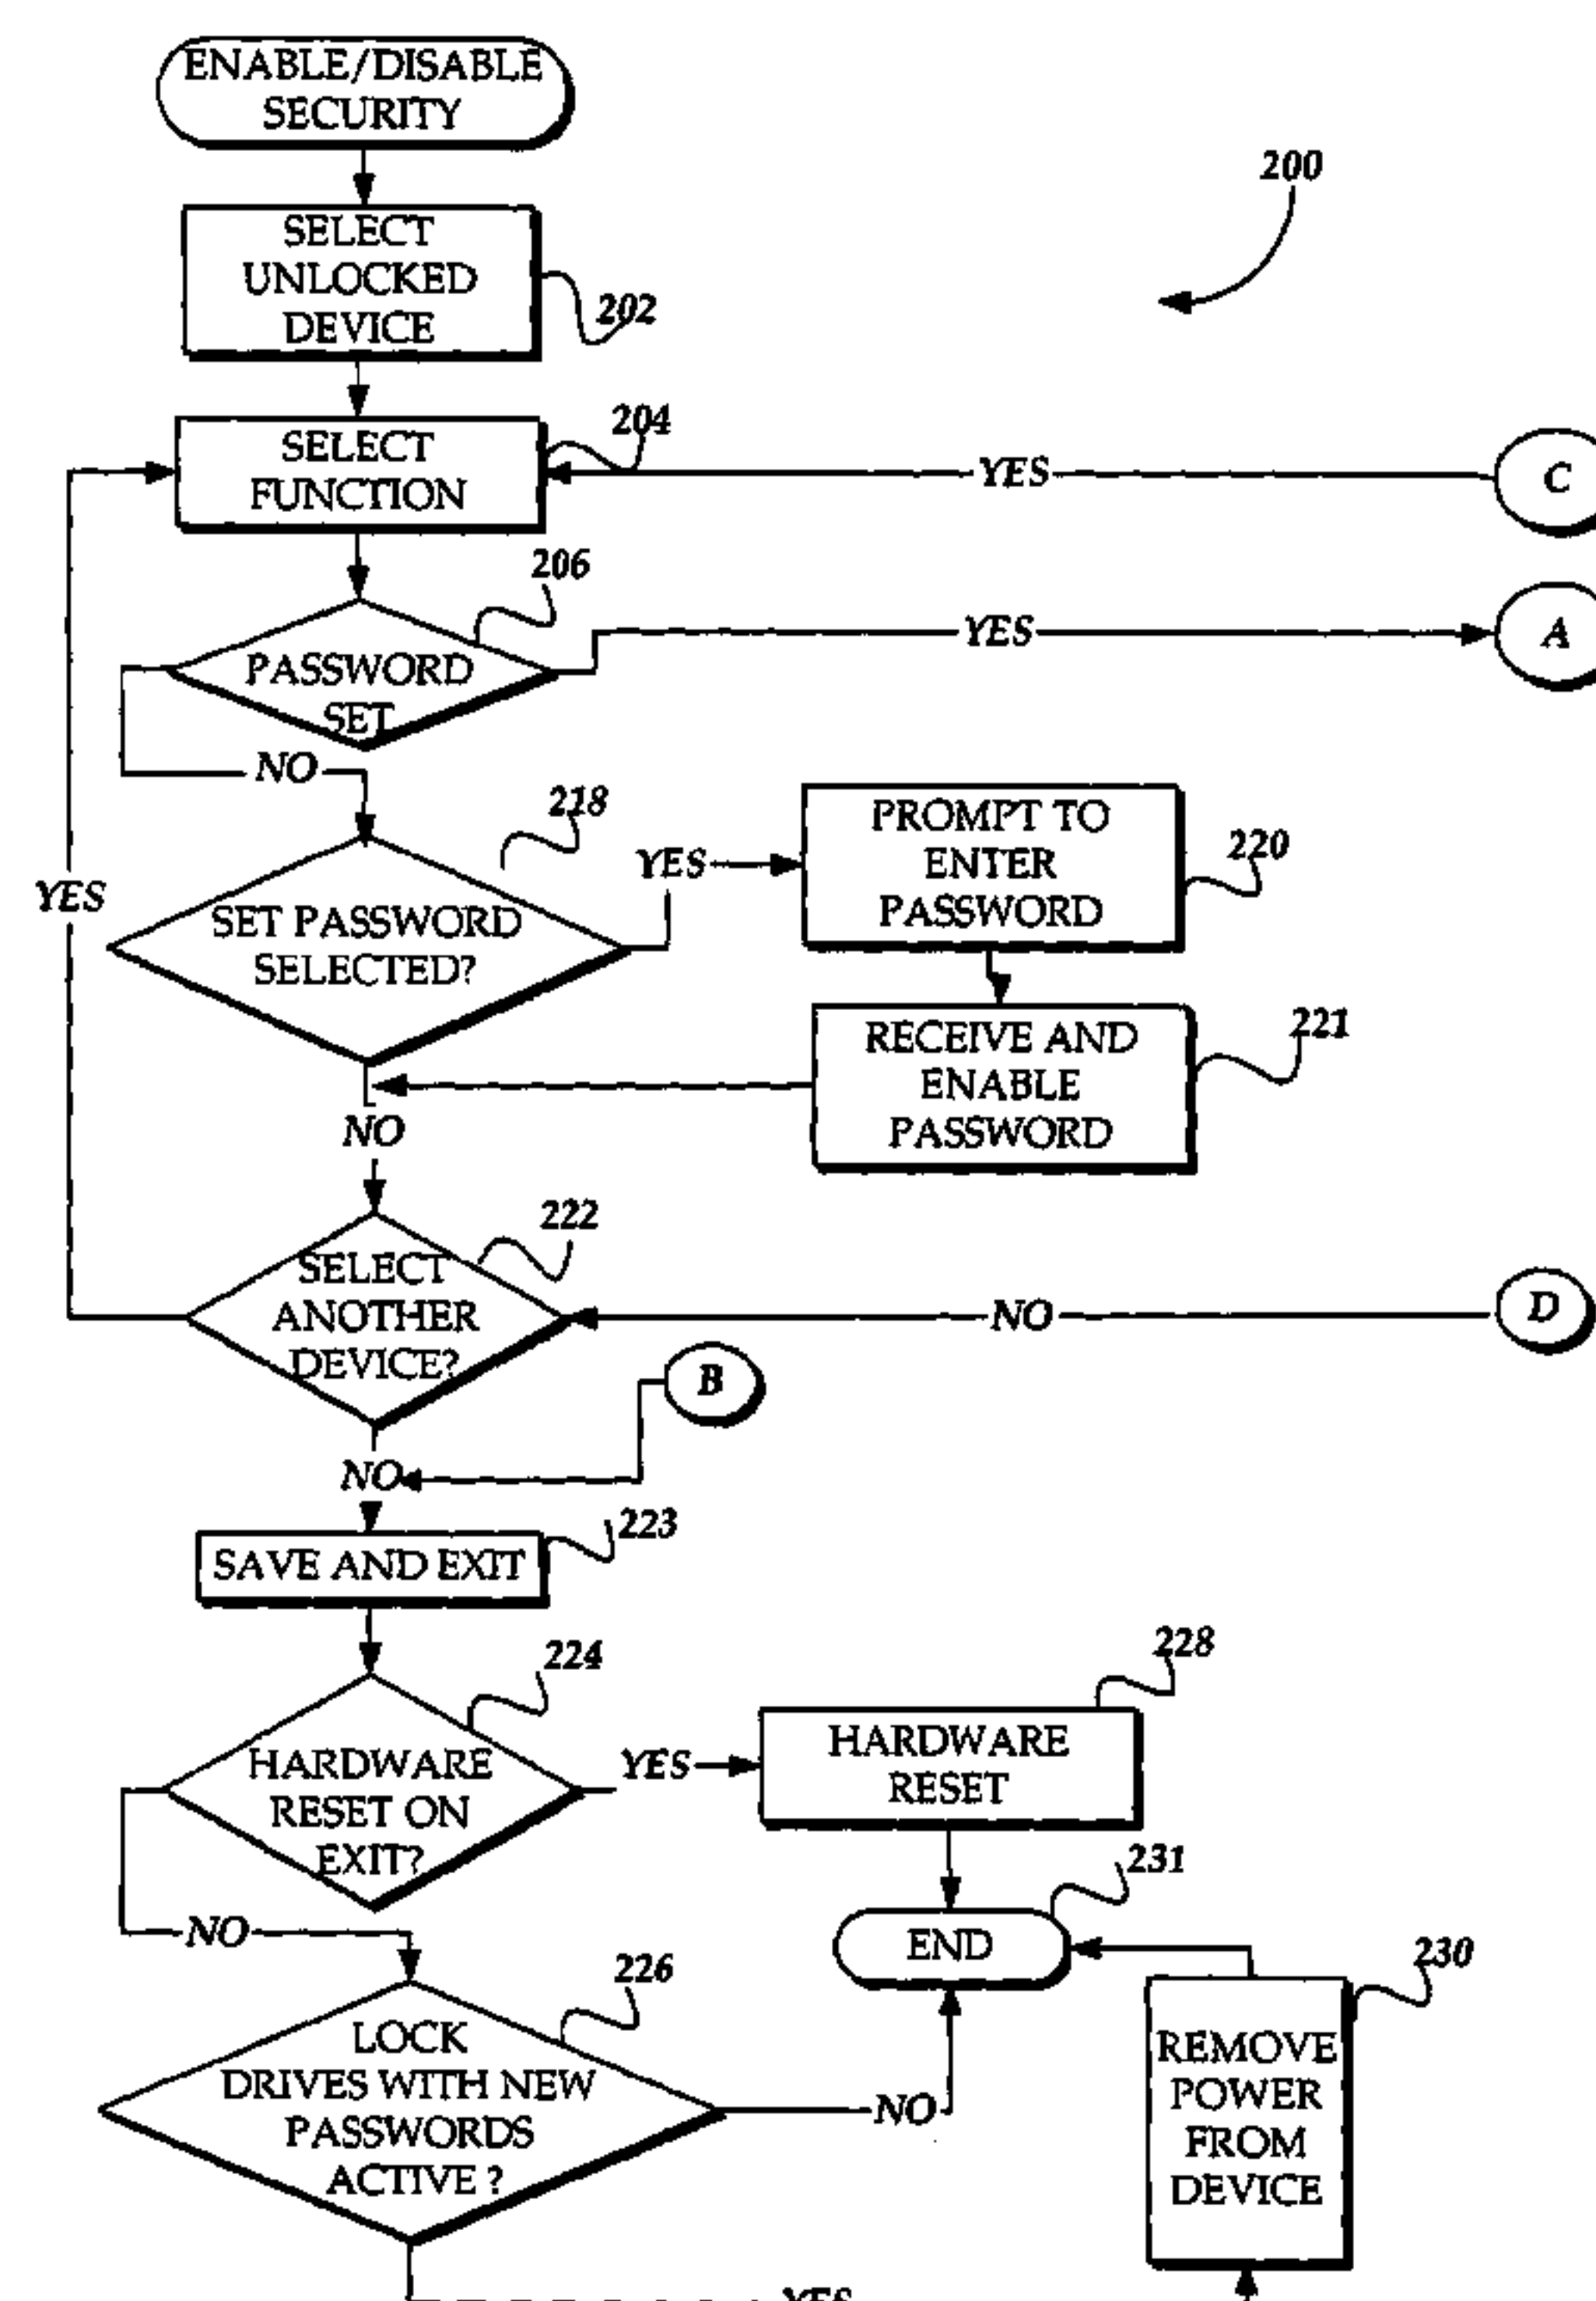 ENABLE/DISABLE
SECURITY
200
SELECT
UNLOCKED
DEVICE
202
204
SELECT
FUNCTION
YES
C
206
YES
A
PASSWORD
SET
NO
218
PROMPT TO
ENTER
PASSWORD
220
YES
YES
SET PASSWORD
SELECTED?
RECEIVE AND
ENABLE
PASSWORD
221
NO
222
SELECT
ANOTHER
DEVICE?
NO
D
B
NO
223
SAVE AND EXIT
224
228
HARDWARE
RESET ON
EXIT?
YES
HARDWARE
RESET
231
NO
END
230
226
LOCK
DRIVES WITH NEW
PASSWORDS
ACTIVE ?
NO
REMOVE
POWER
FROM
DEVICE
YES